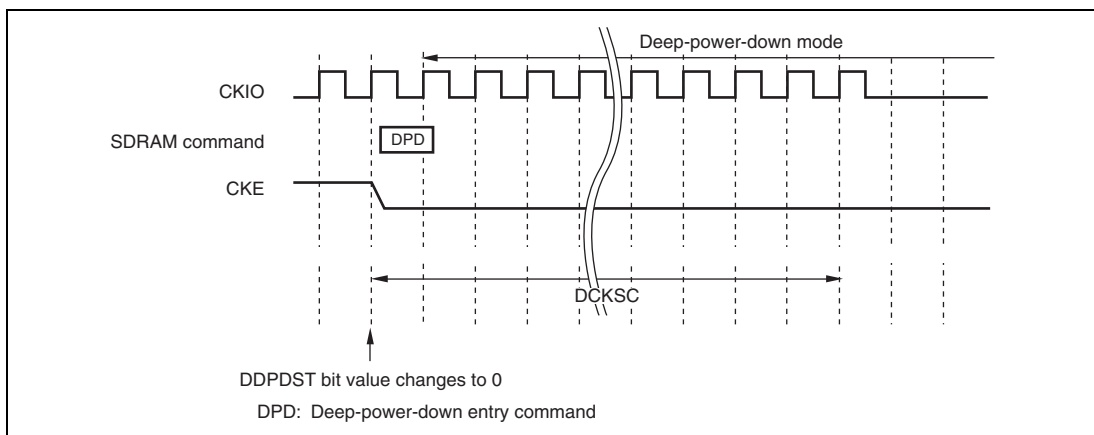 Deep-power-down mode
CKIO
SDRAM command
DPD
CKE
DCKSC
DDPDST bit value changes to 0
DPD: Deep-power-down entry command